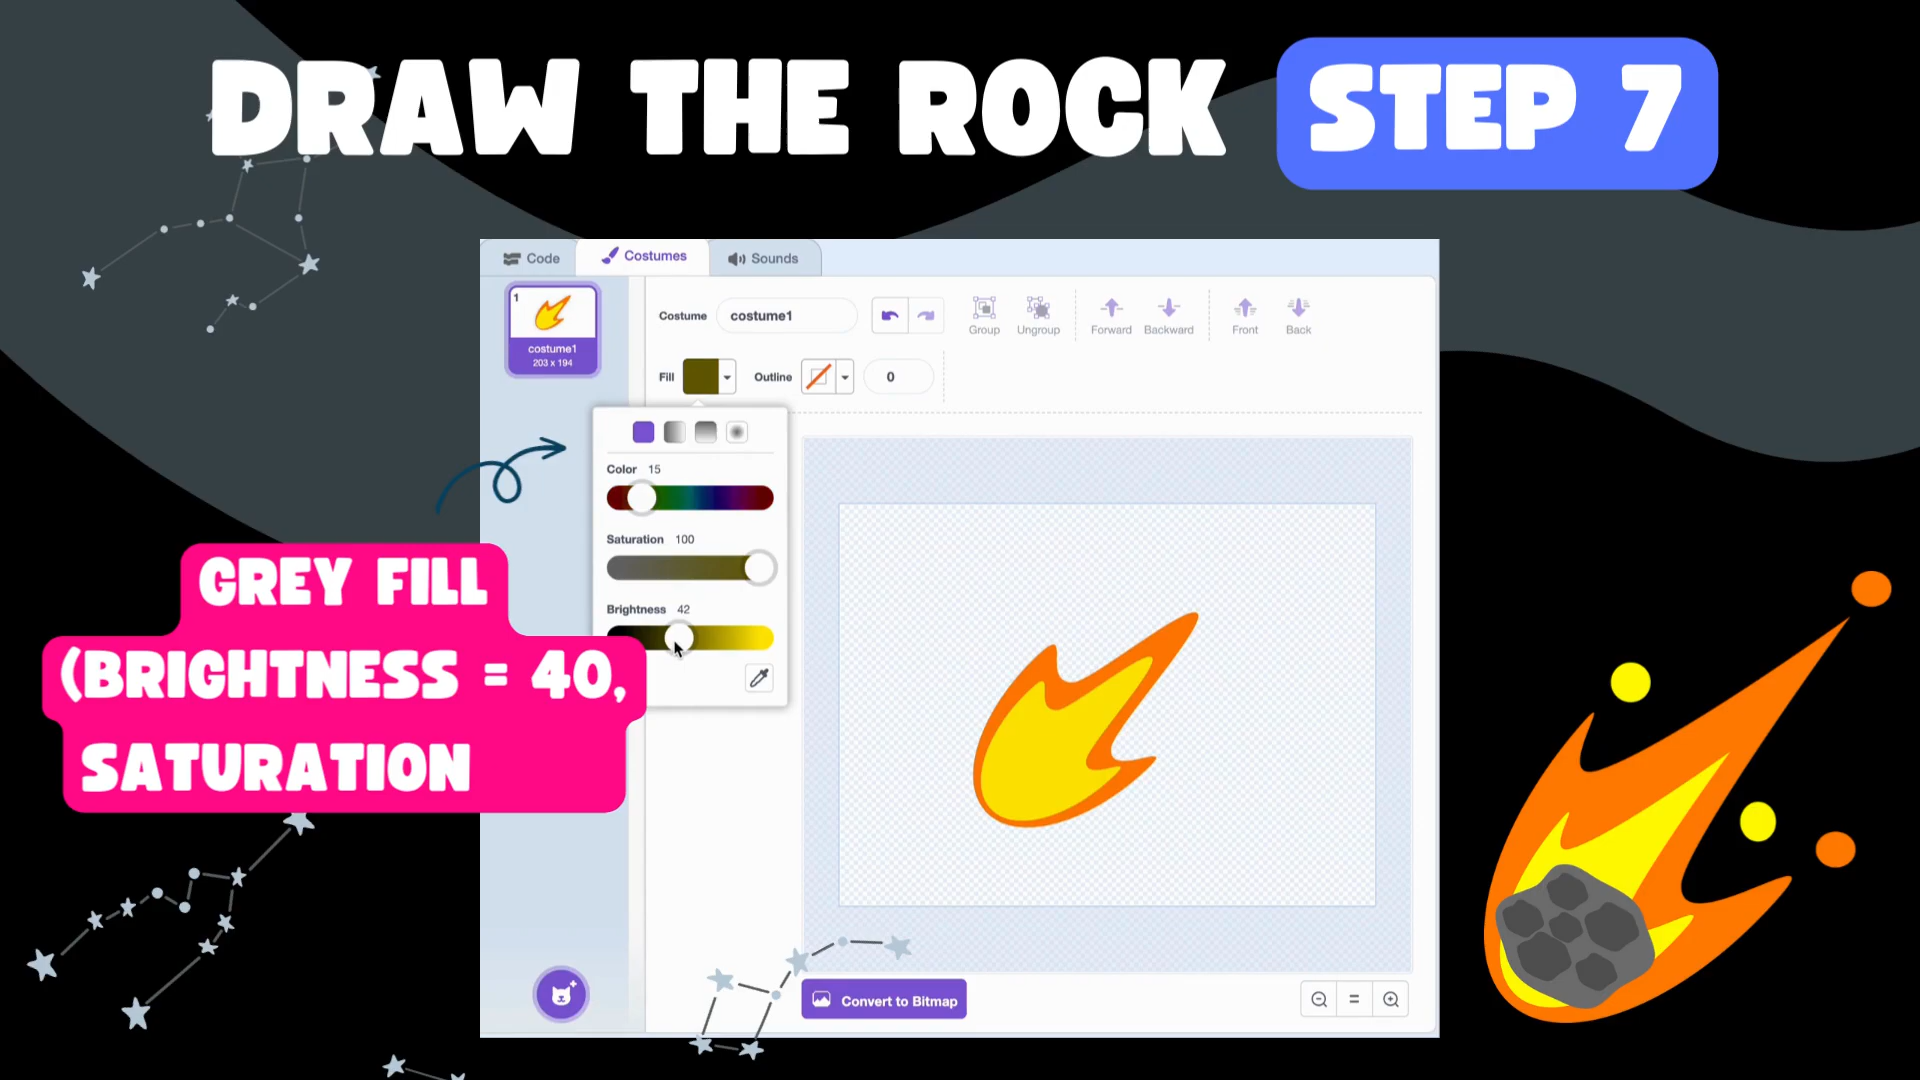 DRAW THE ROCK STEP 7
Code Costumes Sounds
1
costume1
203 x 194
Costume costume1
Group Ungroup Forward Backward Front Back
Fill Outline 0
Color 15
Saturation 100
Brightness 42
GREY FILL
(BRIGHTNESS = 40,
SATURATION
Convert to Bitmap